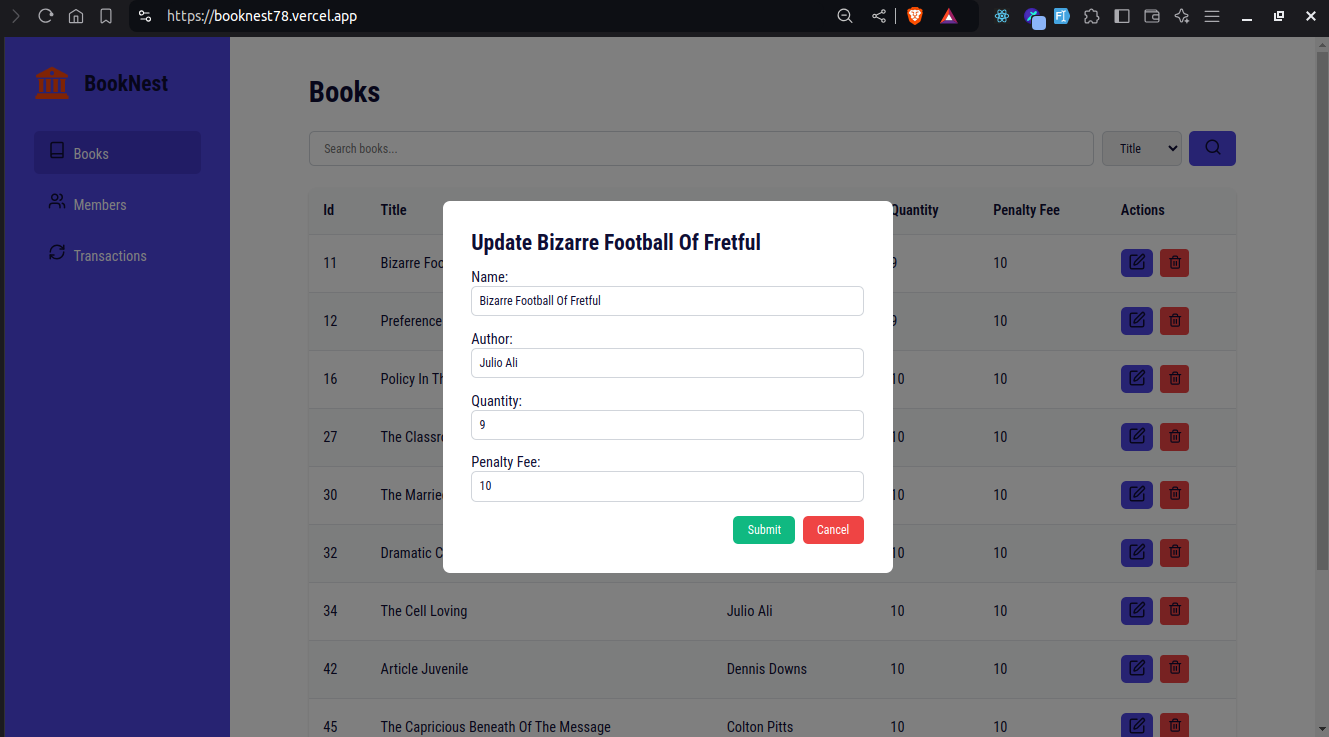 https://booknest78.vercel.app
BookNest
Books
Members
Transactions
Books
Search books...
Title
Id Title Quantity Penalty Fee Actions
11 Bizarre Foo 9 10
12 Preference 9 10
16 Policy In Th 10 10
27 The Classr 10 10
30 The Marrie 10 10
32 Dramatic C 10 10
34 The Cell Loving Julio Ali 10 10
42 Article Juvenile Dennis Downs 10 10
45 The Capricious Beneath Of The Message Colton Pitts 10 10
Update Bizarre Football Of Fretful
Name:
Bizarre Football Of Fretful
Author:
Julio Ali
Quantity:
9
Penalty Fee:
10
Submit Cancel